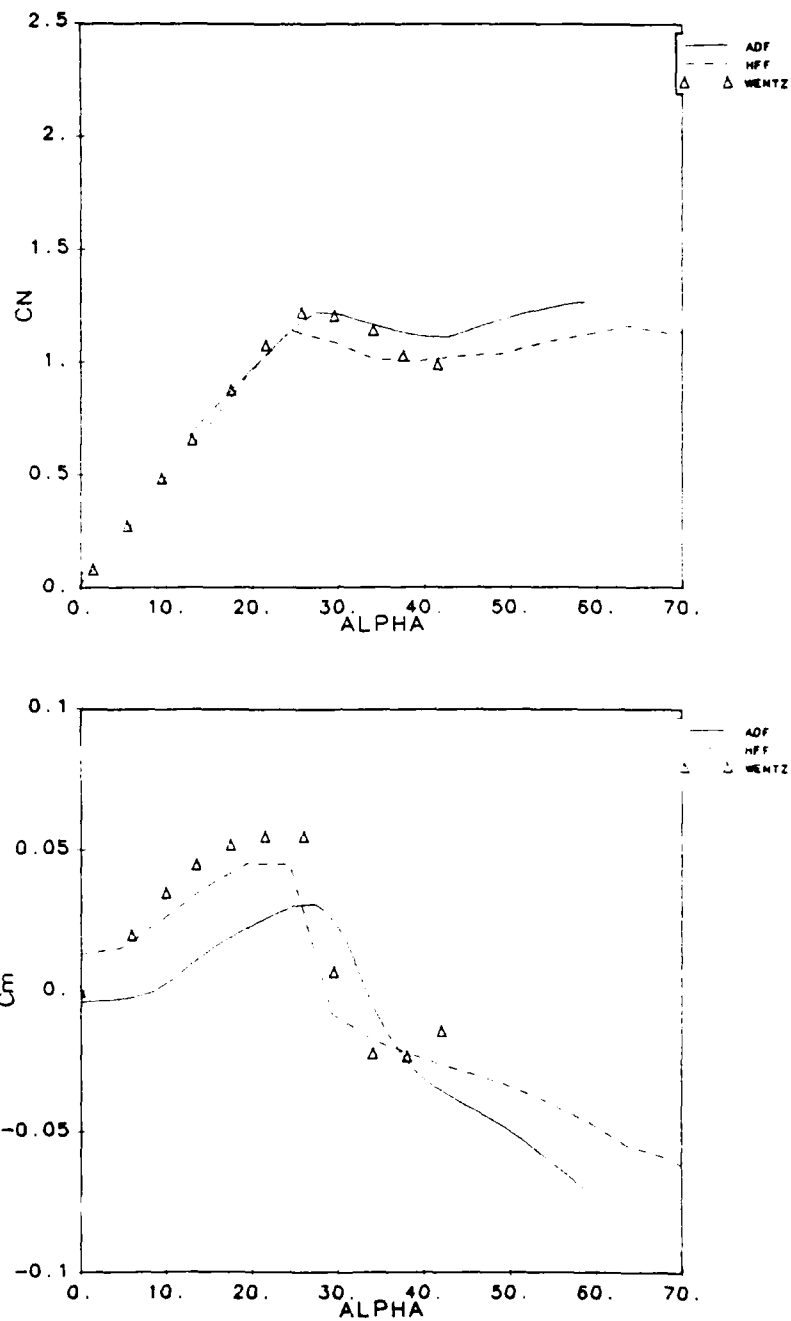 2.5
2.
1.5
1.
0.5
0.
CN
0. 10. 20. 30. 40. 50. 60. 70.
ALPHA
ADF
HFF
WENTZ
0.1
0.05
0.
-0.05
-0.1
Cm
0. 10. 20. 30. 40. 50. 60. 70.
ALPHA
ADF
HFF
WENTZ